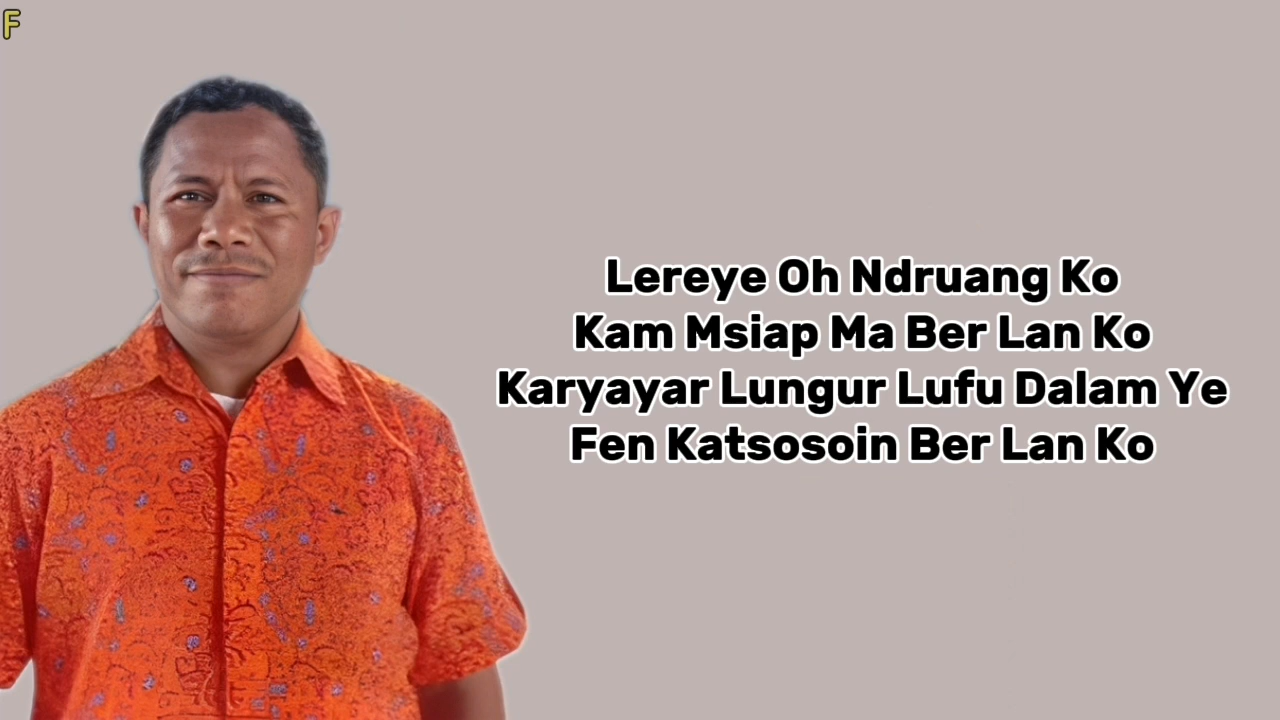 F
Lereye Oh Ndruang Ko
Kam Msiap Ma Ber Lan Ko
Karyayar Lungur Lufu Dalam Ye
Fen Katsosoin Ber Lan Ko